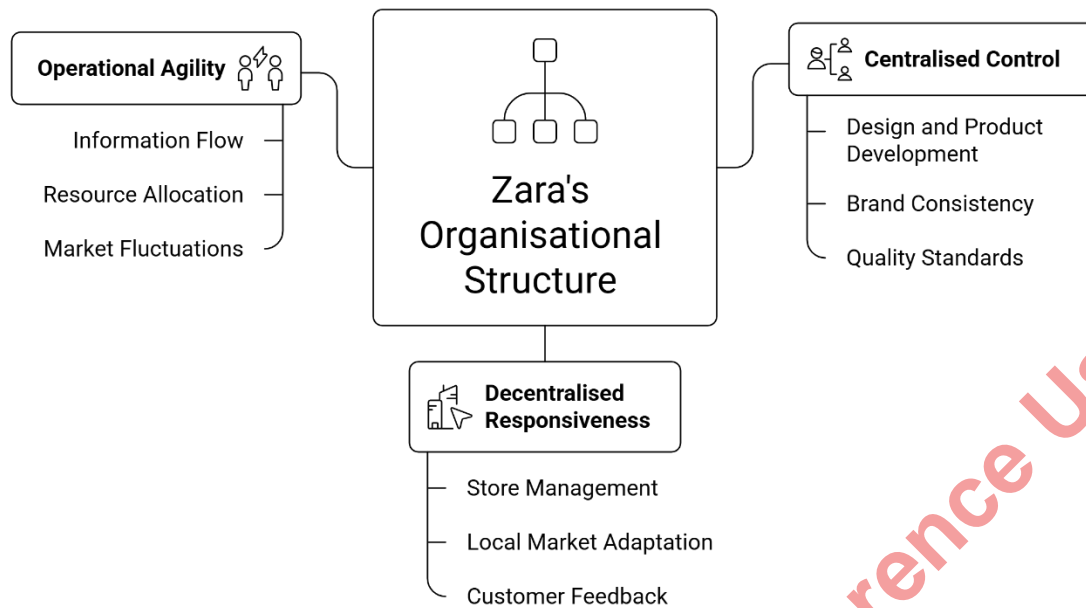 Operational Agility
Information Flow
Resource Allocation
Market Fluctuations
Zara's
Organisational
Structure
Centralised Control
Design and Product
Development
Brand Consistency
Quality Standards
Decentralised
Responsiveness
Store Management
Local Market Adaptation
Customer Feedback